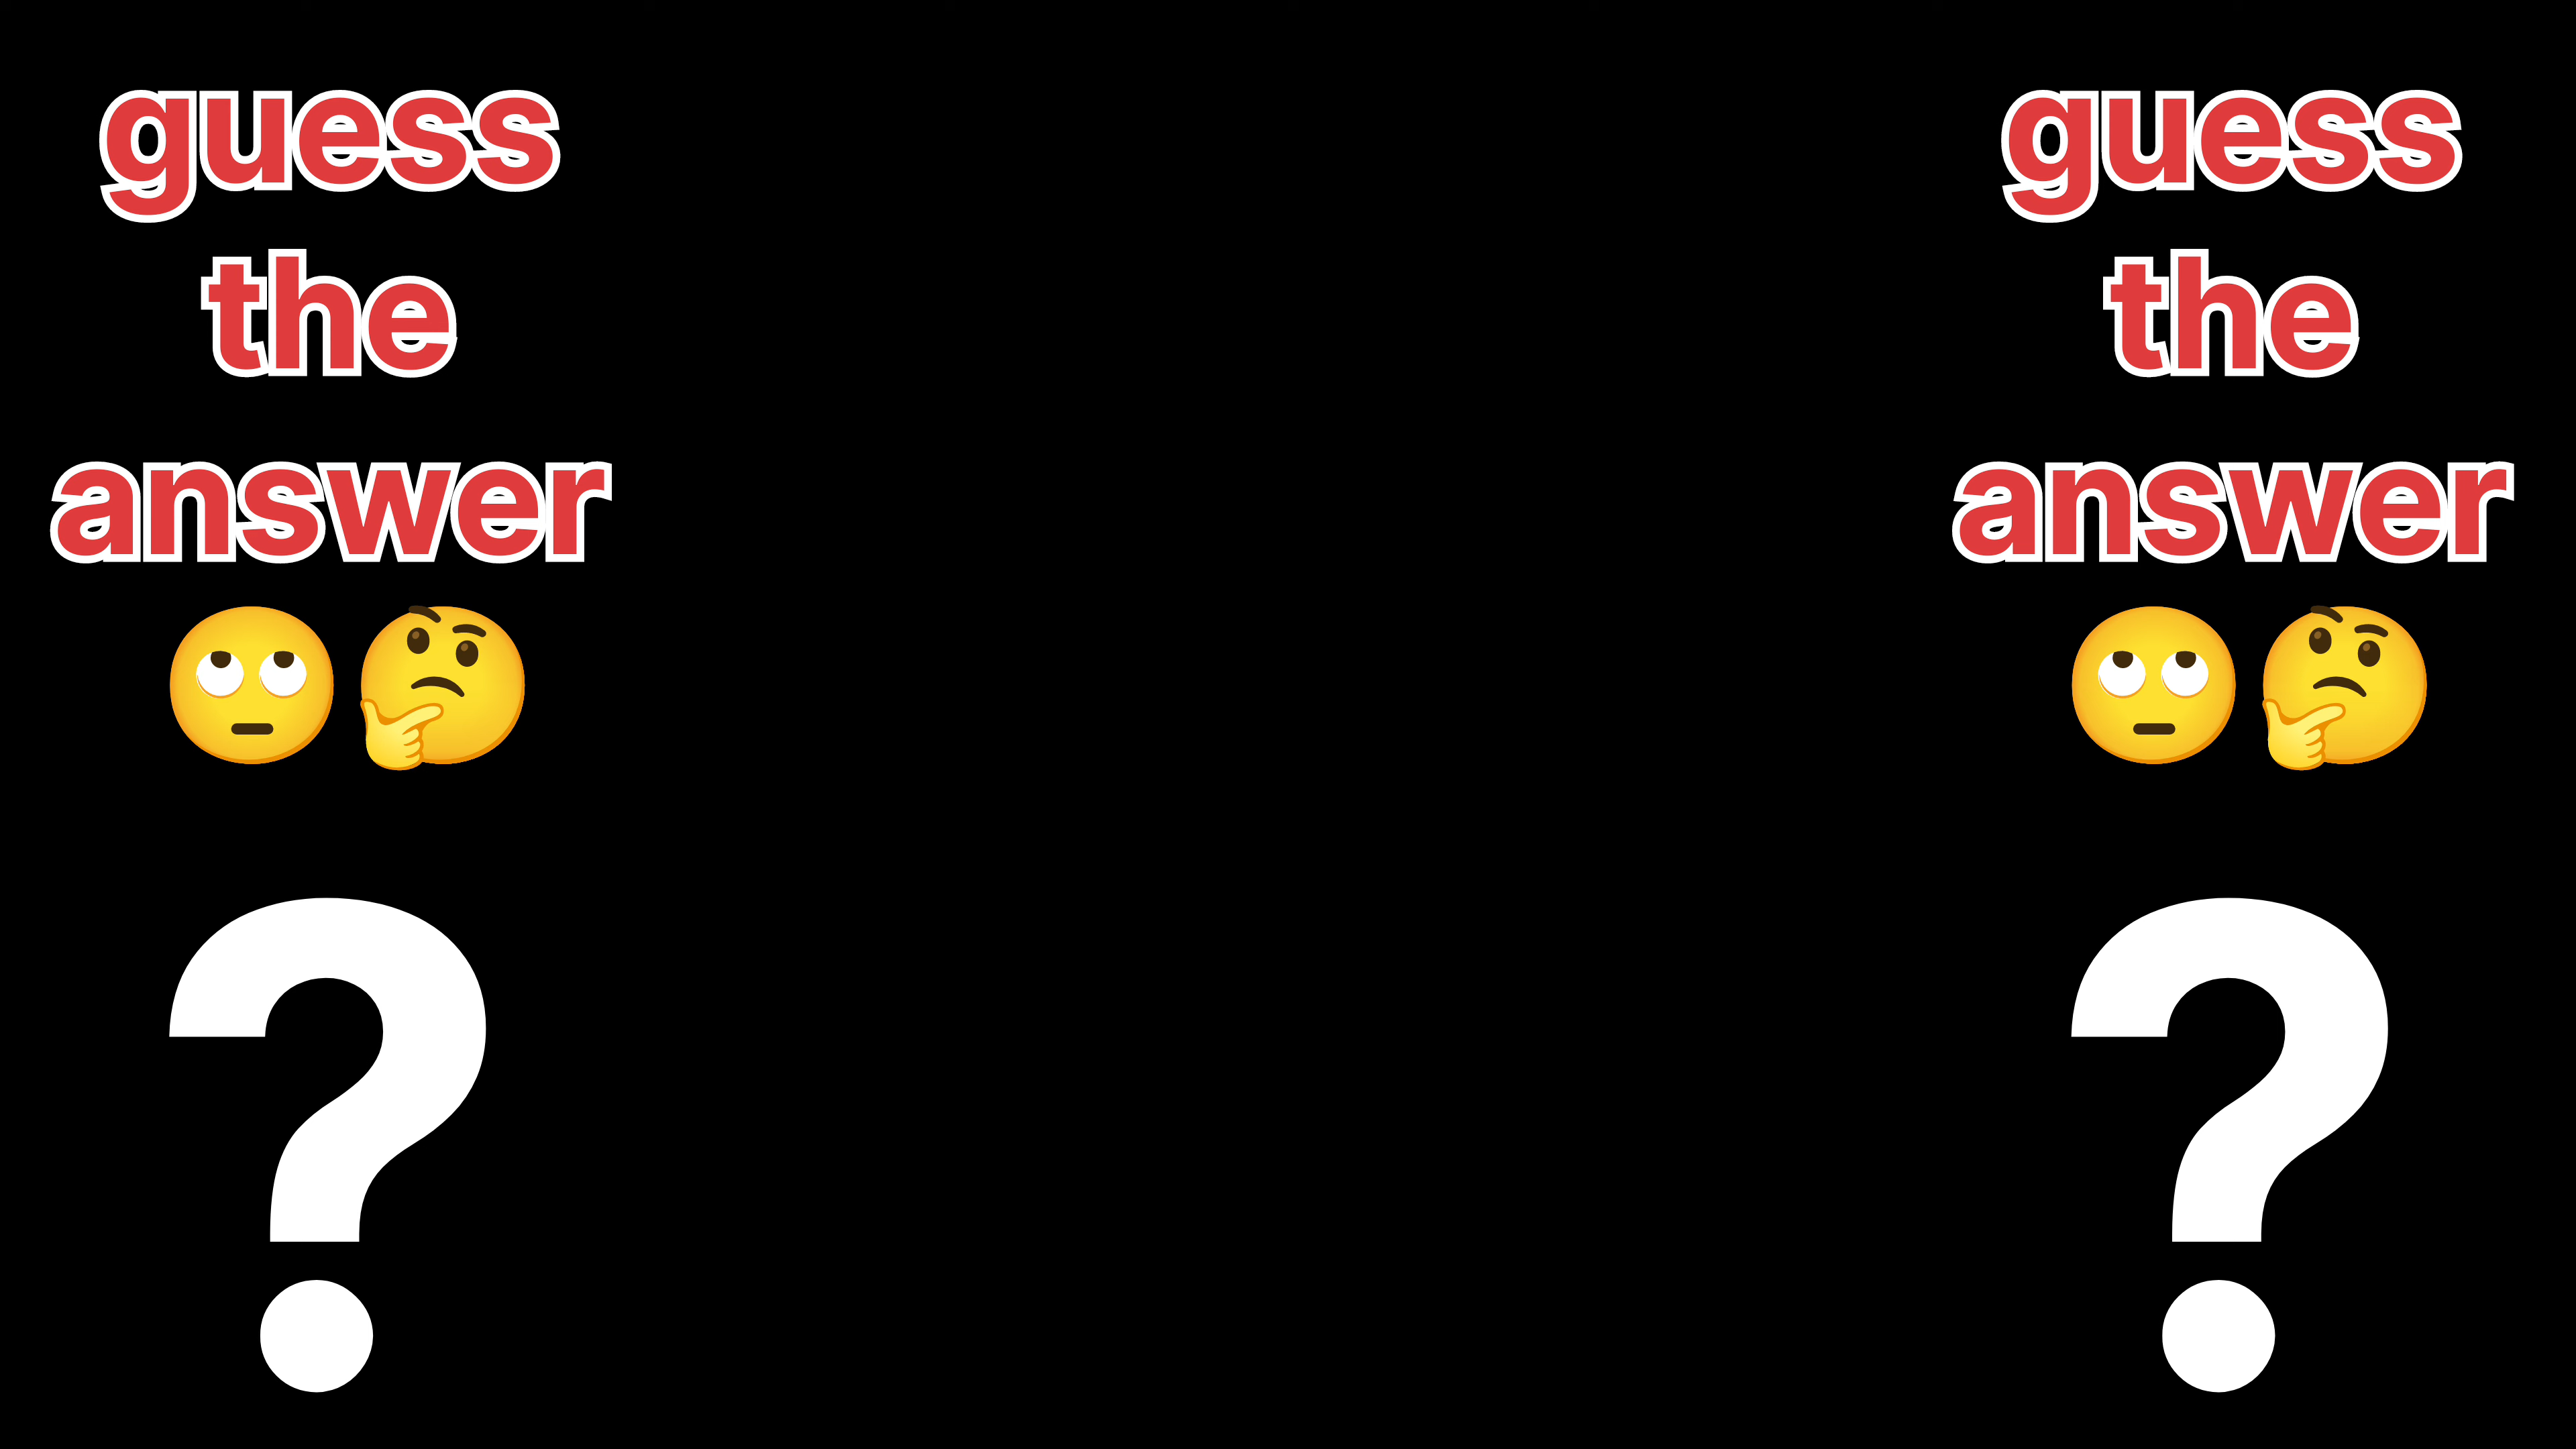 guess
the
answer
🙄🤔
?
guess
the
answer
🙄🤔
?